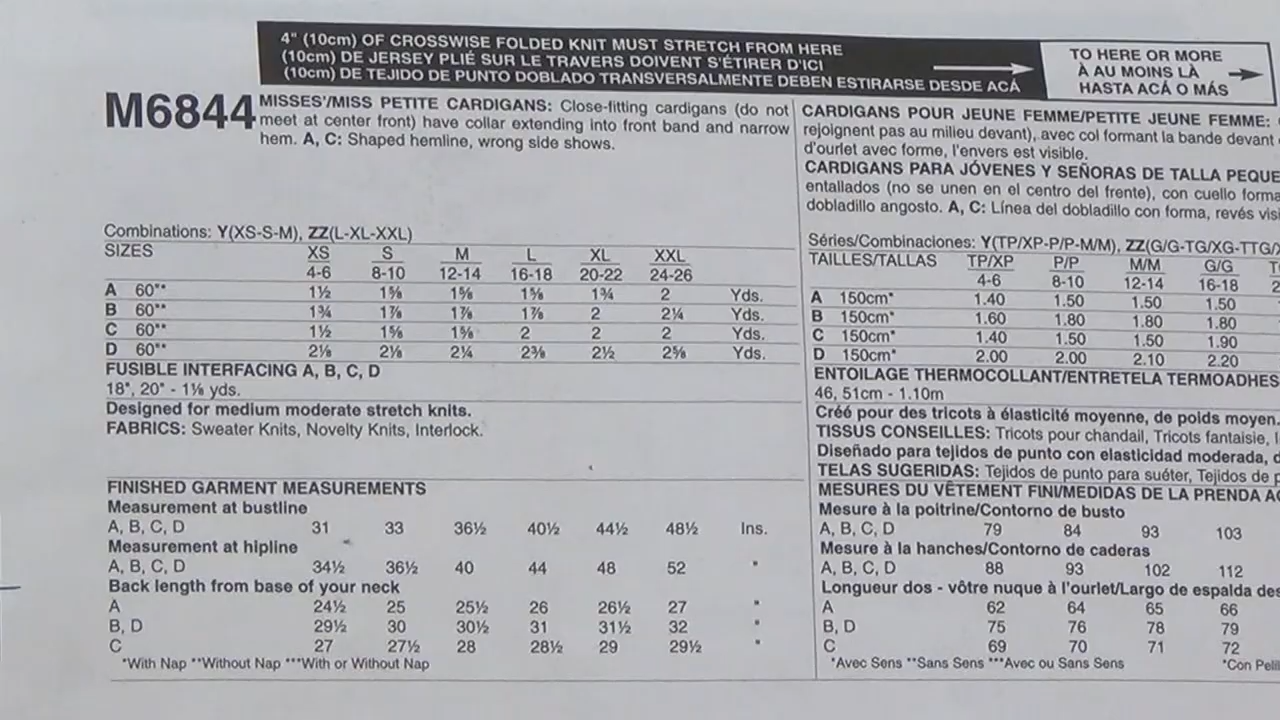 4" (10cm) OF CROSSWISE FOLDED KNIT MUST STRETCH FROM HERE
(10cm) DE JERSEY PLIÉ SUR LE TRAVERS DOIVENT S'ÉTIRER D'ICI
(10cm) DE TEJIDO DE PUNTO DOBLADO TRANSVERSALMENTE DEBEN ESTIRARSE DESDE ACÁ
TO HERE OR MORE
À AU MOINS LÀ
HASTA ACÁ O MÁS
M6844
MISSES'/MISS PETITE CARDIGANS: Close-fitting cardigans (do not
meet at center front) have collar extending into front band and narrow
hem. A, C: Shaped hemline, wrong side shows.
Combinations: Y(XS-S-M), ZZ(L-XL-XXL)
SIZES XS S M L XL XXL
4-6 8-10 12-14 16-18 20-22 24-26
A 60"* 1½ 1⅝ 1⅝ 1⅝ 1¾ 2 Yds.
B 60"* 1¾ 1⅞ 1⅞ 1⅞ 2 2¼ Yds.
C 60"* 1½ 1⅝ 1⅝ 2 2 2 Yds.
D 60"* 2⅛ 2⅛ 2¼ 2⅜ 2½ 2⅝ Yds.
FUSIBLE INTERFACING A, B, C, D
18", 20" - 1⅛ yds.
Designed for medium moderate stretch knits.
FABRICS: Sweater Knits, Novelty Knits, Interlock.
FINISHED GARMENT MEASUREMENTS
Measurement at bustline
A, B, C, D 31 33 36½ 40½ 44½ 48½ Ins.
Measurement at hipline
A, B, C, D 34½ 36½ 40 44 48 52 "
Back length from base of your neck
A 24½ 25 25½ 26 26½ 27 "
B, D 29½ 30 30½ 31 31½ 32 "
C 27 27½ 28 28½ 29 29½ "
*With Nap **Without Nap ***With or Without Nap
CARDIGANS POUR JEUNE FEMME/PETITE JEUNE FEMME:
rejoignent pas au milieu devant), avec col formant la bande devant
d'ourlet avec forme, l'envers est visible.
CARDIGANS PARA JÓVENES Y SEÑORAS DE TALLA PEQUE
entallados (no se unen en el centro del frente), con cuello forma
dobladillo angosto. A, C: Línea del dobladillo con forma, revés vis
Séries/Combinaciones: Y(TP/XP-P/P-M/M), ZZ(G/G-TG/XG-TTG/
TAILLES/TALLAS TP/XP P/P M/M G/G T
4-6 8-10 12-14 16-18 2
A 150cm* 1.40 1.50 1.50 1.50
B 150cm* 1.60 1.80 1.80 1.80
C 150cm* 1.40 1.50 1.50 1.90
D 150cm* 2.00 2.00 2.10 2.20
ENTOILAGE THERMOCOLLANT/ENTRETELA TERMOADHES
46, 51cm - 1.10m
Créé pour des tricots à élasticité moyenne, de poids moyen.
TISSUS CONSEILLES: Tricots pour chandail, Tricots fantaisie,
Diseñado para tejidos de punto con elasticidad moderada, d
TELAS SUGERIDAS: Tejidos de punto para suéter, Tejidos de p
MESURES DU VÊTEMENT FINI/MEDIDAS DE LA PRENDA AC
Mesure à la poitrine/Contorno de busto
A, B, C, D 79 84 93 103
Mesure à la hanches/Contorno de caderas
A, B, C, D 88 93 102 112
Longueur dos - vôtre nuque à l'ourlet/Largo de espalda des
A 62 64 65 66
B, D 75 76 78 79
C 69 70 71 72
*Avec Sens **Sans Sens ***Avec ou Sans Sens *Con Peli